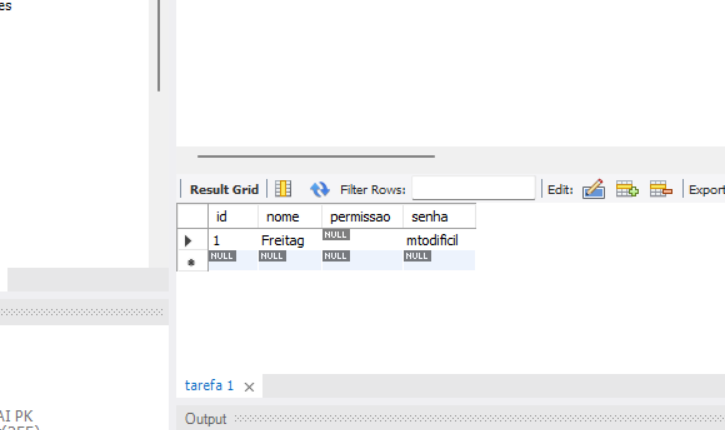 es
Result Grid Filter Rows: Edit: Export
id nome permissao senha
1 Freitag NULL mtodificil
NULL NULL NULL NULL
tarefa 1
AI PK
Output